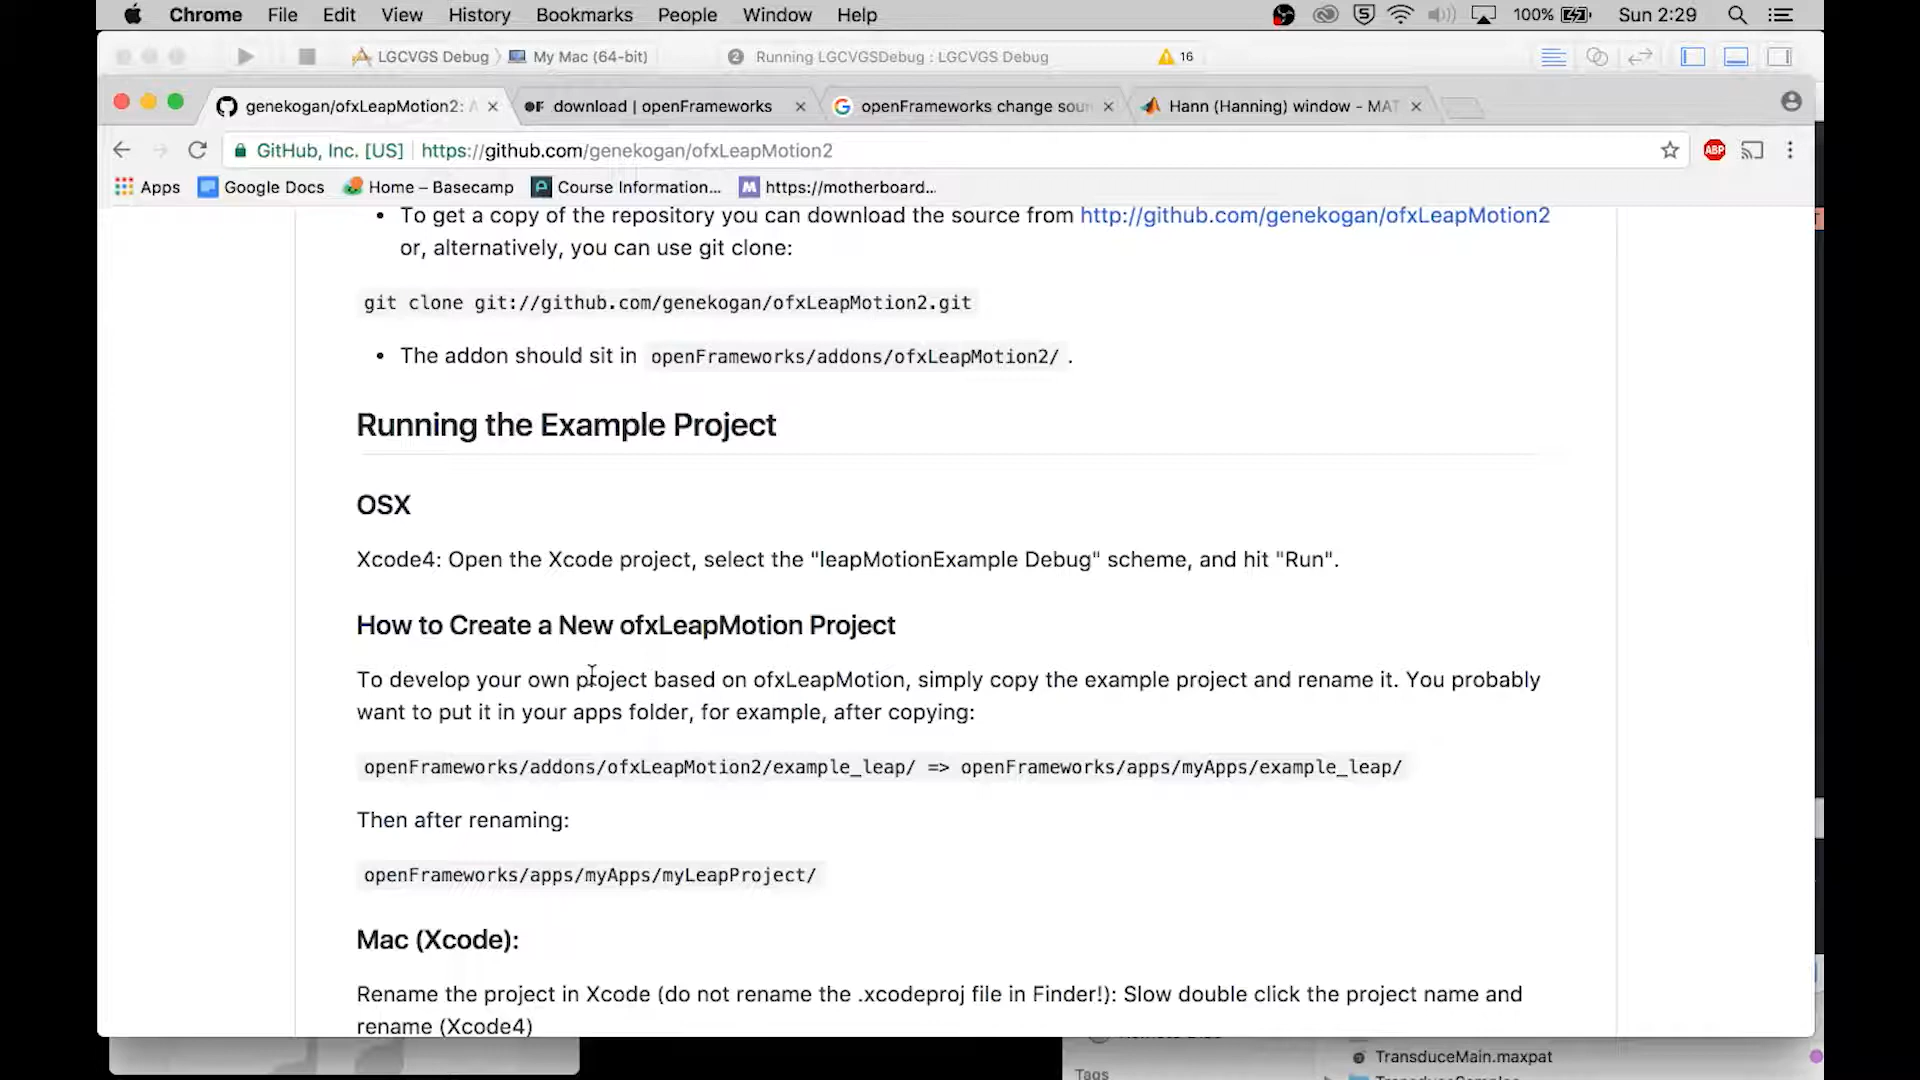 Chrome File Edit View History Bookmarks People Window Help 100% Sun 2:29
LGCVGS Debug My Mac (64-bit) 2 Running LGCVGSDebug : LGCVGS Debug 16
genekogan/ofxLeapMotion2: download | openFrameworks openFrameworks change sou Hann (Hanning) window - MAT
GitHub, Inc. [US] https://github.com/genekogan/ofxLeapMotion2 ABP
Apps Google Docs Home – Basecamp Course Information... https://motherboard...
• To get a copy of the repository you can download the source from http://github.com/genekogan/ofxLeapMotion2
or, alternatively, you can use git clone:
git clone git://github.com/genekogan/ofxLeapMotion2.git
• The addon should sit in openFrameworks/addons/ofxLeapMotion2/ .
Running the Example Project
OSX
Xcode4: Open the Xcode project, select the "leapMotionExample Debug" scheme, and hit "Run".
How to Create a New ofxLeapMotion Project
To develop your own project based on ofxLeapMotion, simply copy the example project and rename it. You probably
want to put it in your apps folder, for example, after copying:
openFrameworks/addons/ofxLeapMotion2/example_leap/ => openFrameworks/apps/myApps/example_leap/
Then after renaming:
openFrameworks/apps/myApps/myLeapProject/
Mac (Xcode):
Rename the project in Xcode (do not rename the .xcodeproj file in Finder!): Slow double click the project name and
rename (Xcode4)
TransduceMain.maxpat
Tags